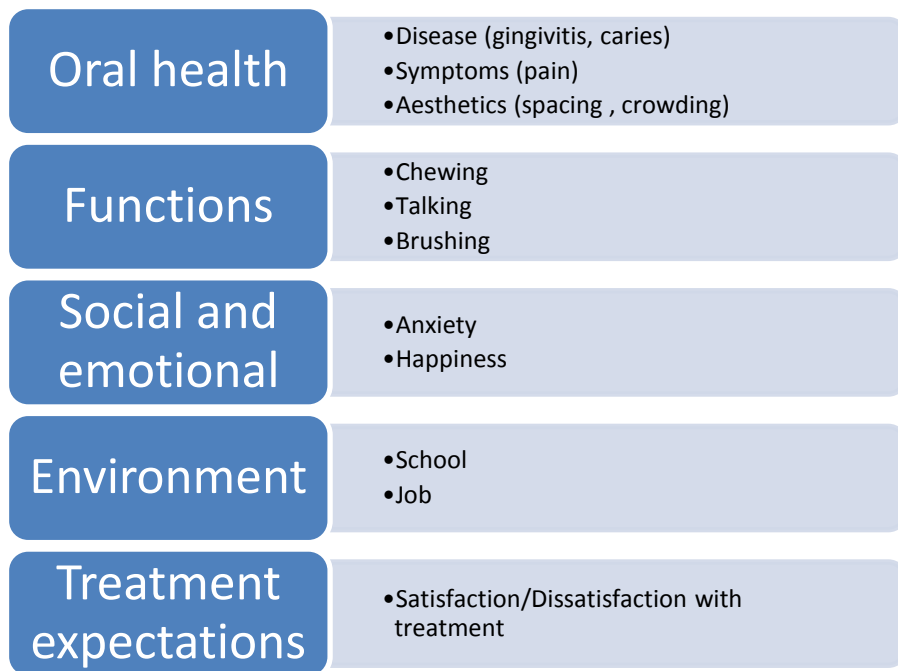 Oral health
•Disease (gingivitis, caries)
•Symptoms (pain)
•Aesthetics (spacing , crowding)
Functions
•Chewing
•Talking
•Brushing
Social and
emotional
•Anxiety
•Happiness
Environment
•School
•Job
Treatment
expectations
•Satisfaction/Dissatisfaction with
treatment